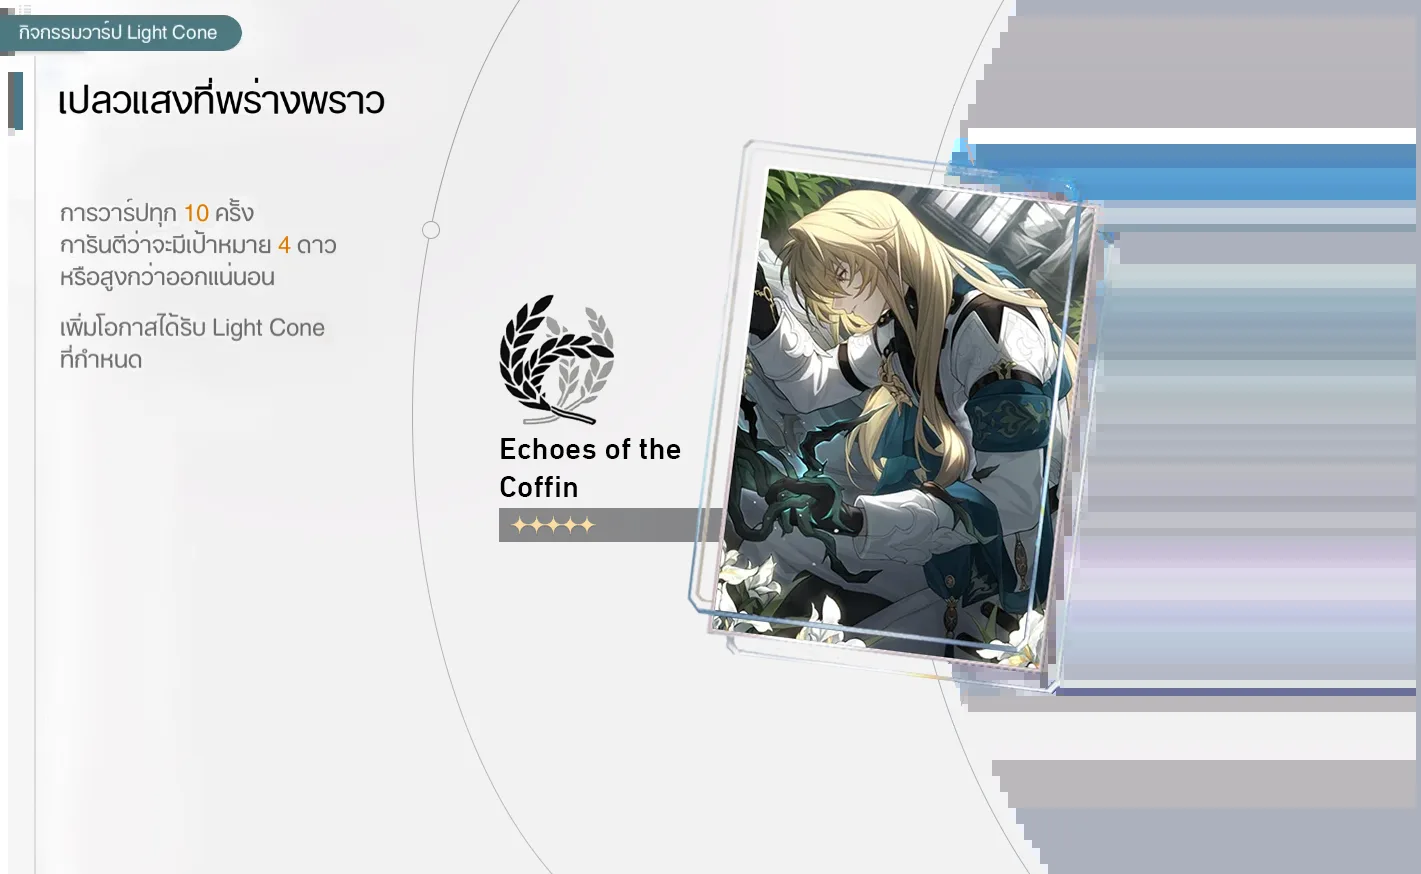 กิจกรรมวาร์ป Light Cone
เปลวแสงที่พร่างพราว
การวาร์ปทุก 10 ครั้ง
การันตีว่าจะมีเป้าหมาย 4 ดาว
หรือสูงกว่าออกแน่นอน
เพิ่มโอกาสได้รับ Light Cone
ที่กำหนด
Echoes of the
Coffin